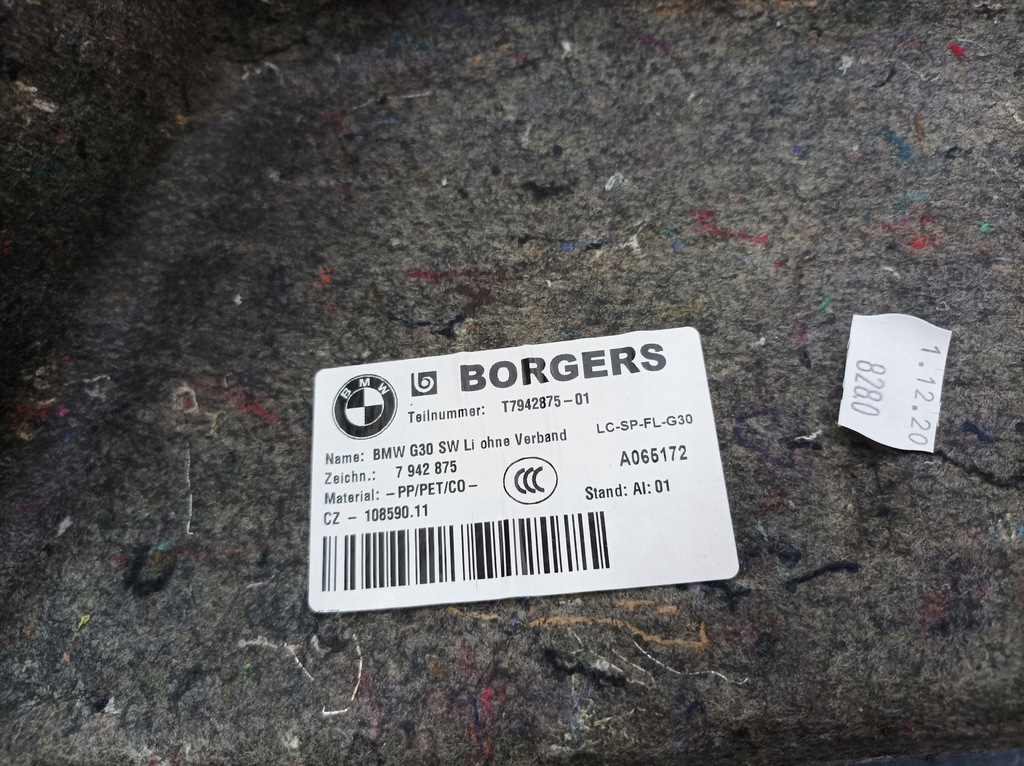 BMW
BORGERS
Teilnummer: T7942875-01
LC-SP-FL-G30
Name: BMW G30 SW Li ohne Verband
Zeichn.: 7 942 875
A065172
Material: -PP/PET/CO-
CCC
Stand: AI: 01
CZ - 108590.11
1.12.20
8280